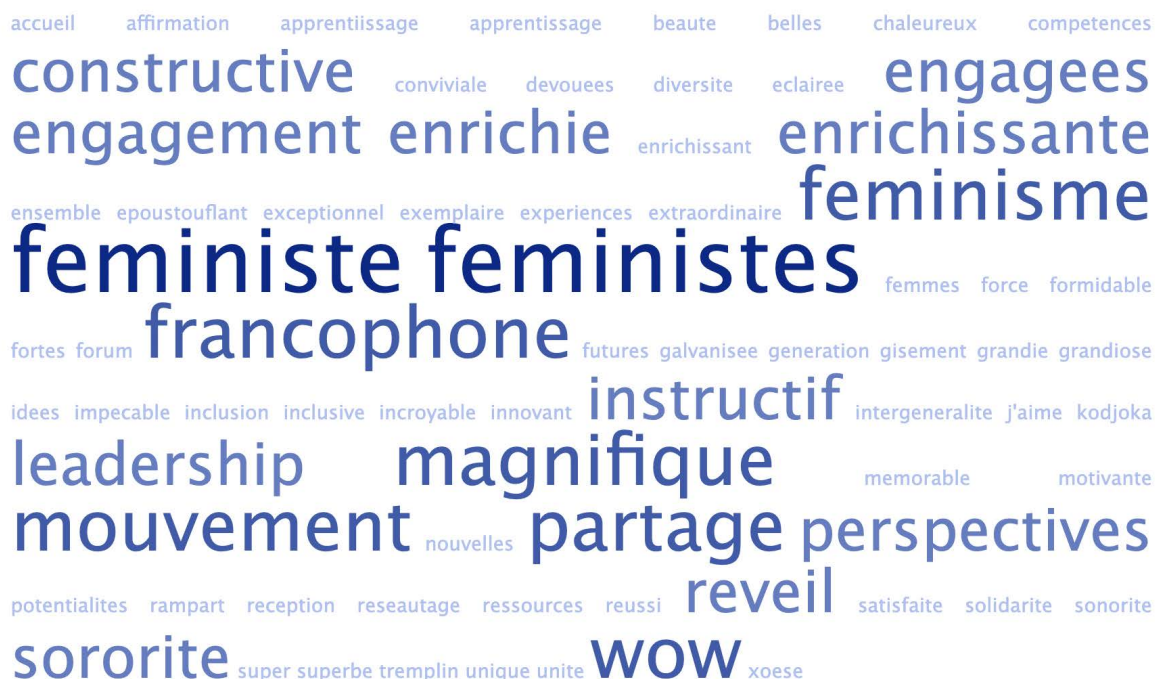 accueil affirmation apprentiissage apprentissage beaute belles chaleureux competences
constructive conviviale devouees diversite eclairee engagees
engagement enrichie enrichissant enrichissante
ensemble epoustouflant exceptionnel exemplaire experiences extraordinaire feminisme
feministe feministes femmes force formidable
fortes forum francophone futures galvanisee generation gisement grandie grandiose
idees impecable inclusion inclusive incroyable innovant instructif intergeneralite j'aime kodjoka
leadership magnifique memorable motivante
mouvement nouvelles partage perspectives
potentialites rampart reception reseautage ressources reussi reveil satisfaite solidarite sonorite
sororite super superbe tremplin unique unite wow xoese